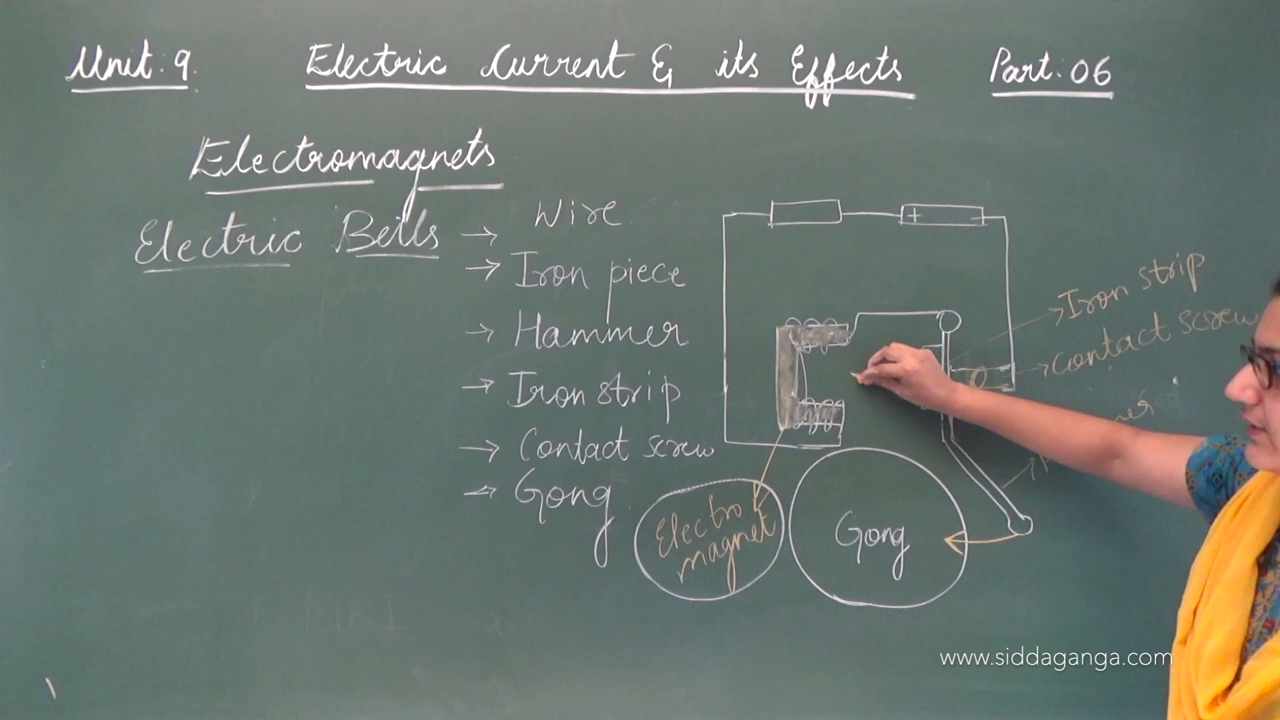 Unit: 9. Electric Current & its Effects Part: 06
Electromagnets
Electric Bells → Wire
→ Iron piece
→ Hammer
→ Iron strip
→ Contact screw
→ Gong
+ -
Iron strip
Contact screw
Electro
magnet
Gong
www.siddaganga.com